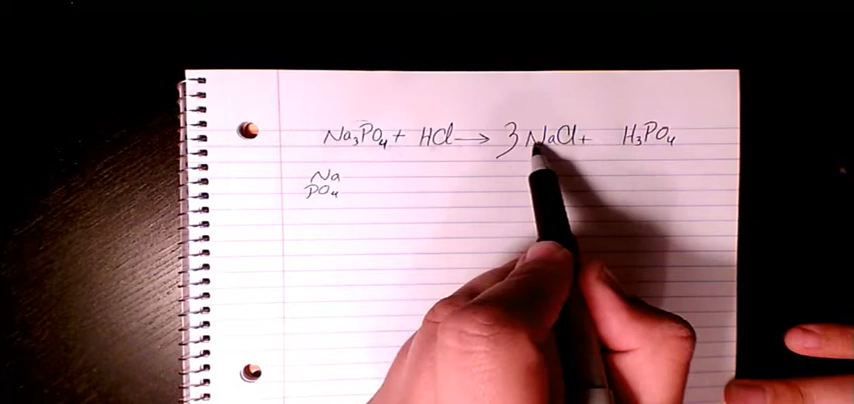 Na₃PO₄ + HCl → 3 NaCl + H₃PO₄
Na
PO₄